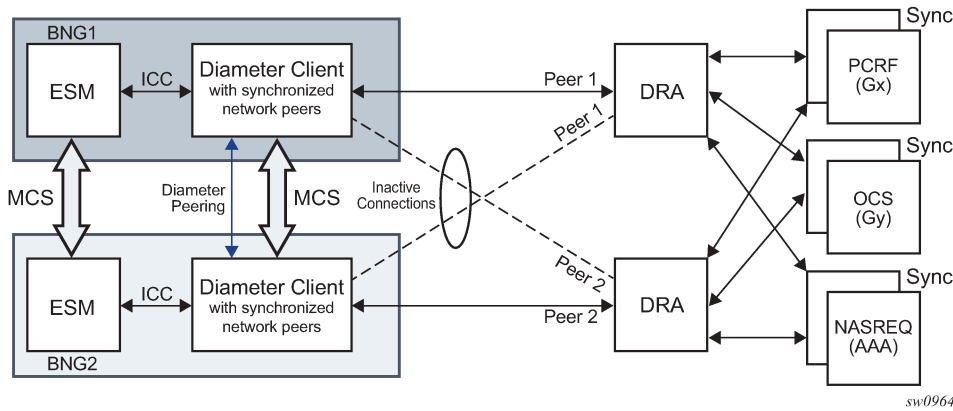 BNG1
ESM
ICC
Diameter Client
with synchronized
network peers
Peer 1
Peer 1
DRA
Sync
PCRF
(Gx)
MCS
Diameter
Peering
MCS
Inactive
Connections
Sync
OCS
(Gy)
ESM
ICC
Diameter Client
with synchronized
network peers
BNG2
Peer 2
Peer 2
DRA
Sync
NASREQ
(AAA)
sw0964